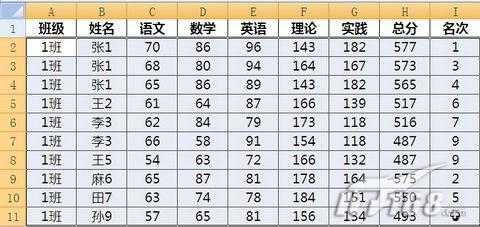 A B C D E F G H I
1 班级 姓名 语文 数学 英语 理论 实践 总分 名次
2 1班 张1 70 86 96 143 182 577 1
3 1班 张1 68 80 94 164 167 573 3
4 1班 张1 65 86 89 143 182 565 4
5 1班 王2 61 64 87 166 139 517 6
6 1班 李3 62 84 79 173 118 516 7
7 1班 李3 66 58 91 154 118 487 9
8 1班 王5 54 63 72 166 132 487 9
9 1班 麻6 65 87 81 178 164 575 2
10 1班 田7 63 74 78 184 151 550 5
11 1班 孙9 57 65 81 156 134 493